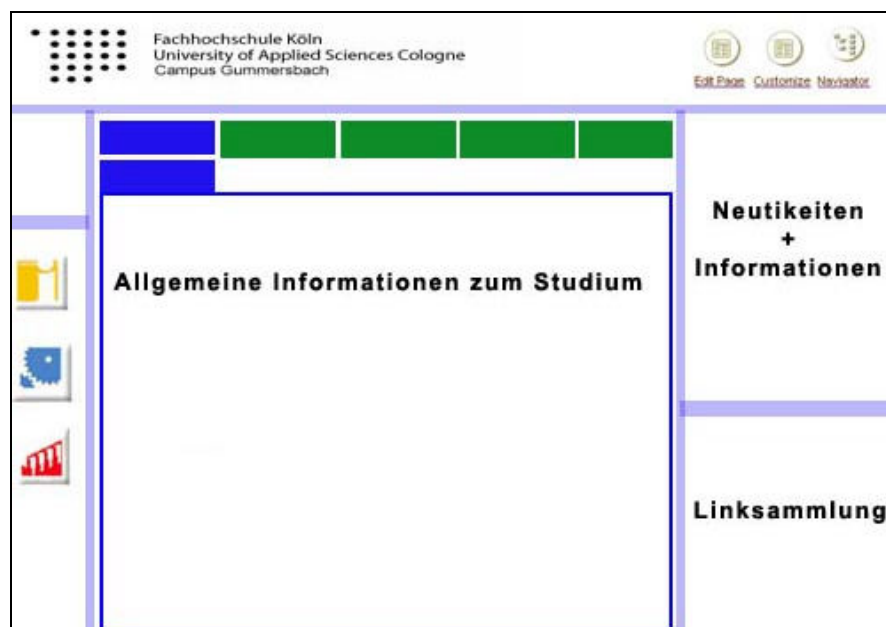 Fachhochschule Köln
University of Applied Sciences Cologne
Campus Gummersbach
Edit Page Customize Navigator
Neutikeiten
+
Informationen
Allgemeine Informationen zum Studium
Linksammlung